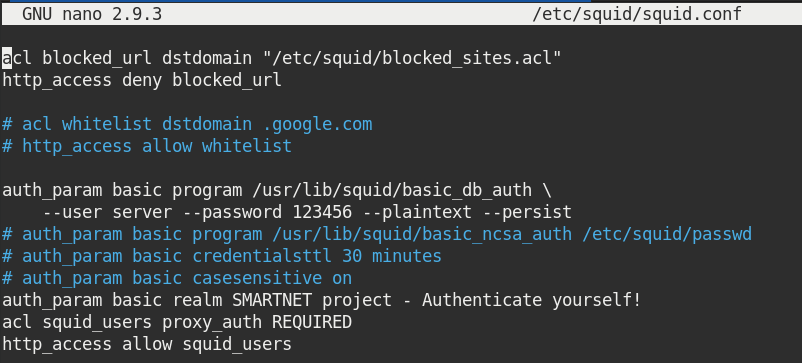 GNU nano 2.9.3 /etc/squid/squid.conf
acl blocked_url dstdomain "/etc/squid/blocked_sites.acl"
http_access deny blocked_url
# acl whitelist dstdomain .google.com
# http_access allow whitelist
auth_param basic program /usr/lib/squid/basic_db_auth \
--user server --password 123456 --plaintext --persist
# auth_param basic program /usr/lib/squid/basic_ncsa_auth /etc/squid/passwd
# auth_param basic credentialsttl 30 minutes
# auth_param basic casesensitive on
auth_param basic realm SMARTNET project - Authenticate yourself!
acl squid_users proxy_auth REQUIRED
http_access allow squid_users